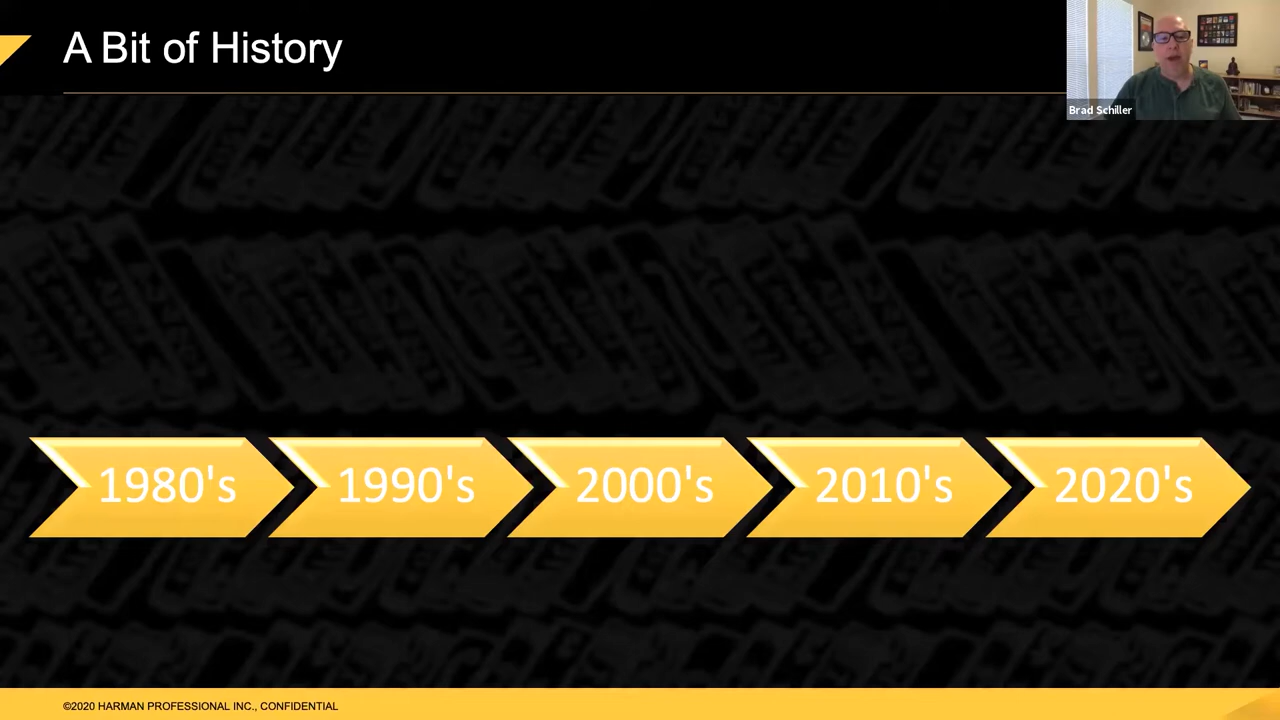 A Bit of History
Brad Schiller
1980's
1990's
2000's
2010's
2020's
©2020 HARMAN PROFESSIONAL INC., CONFIDENTIAL